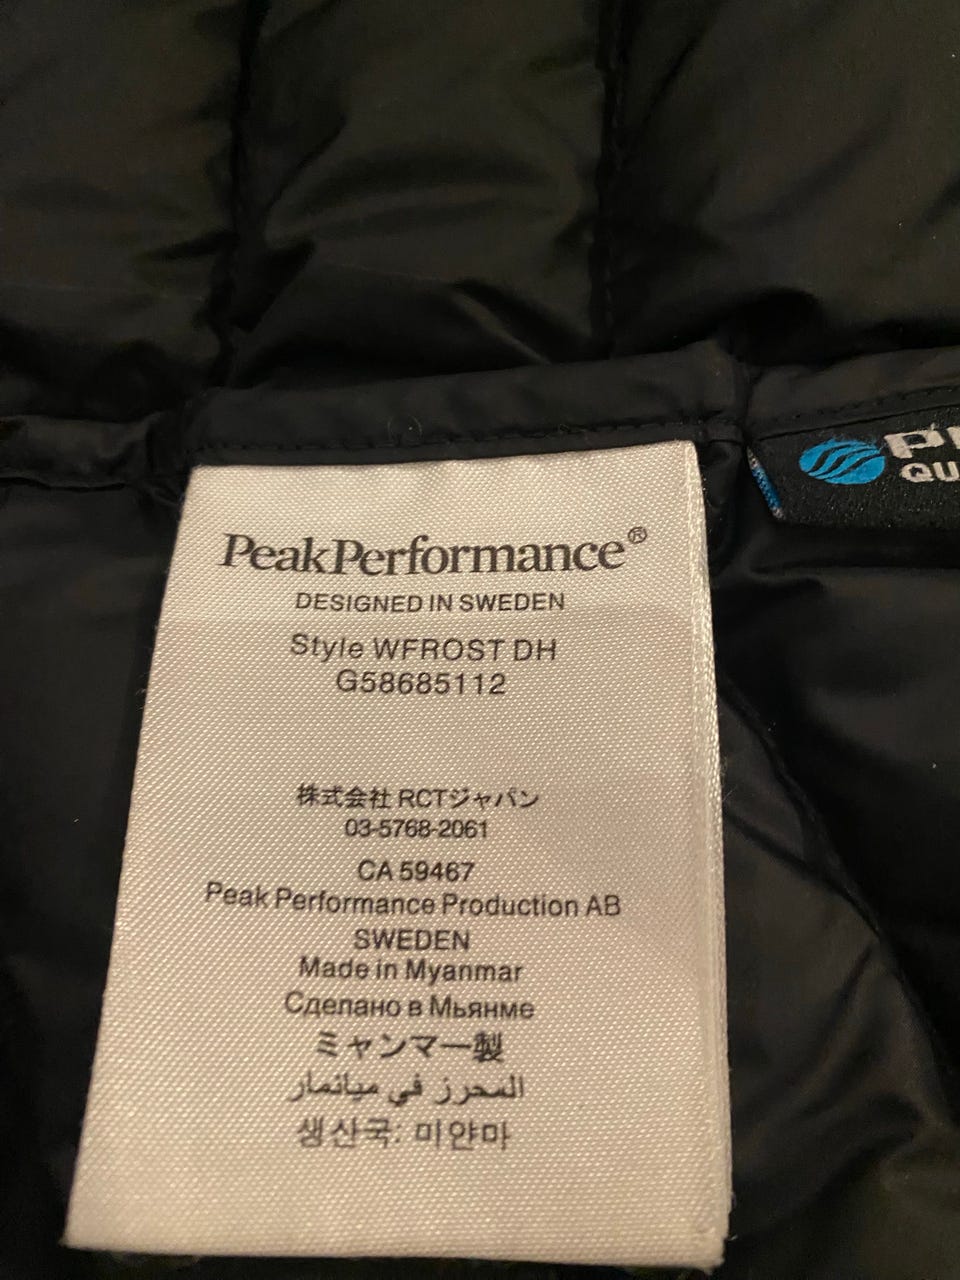 PeakPerformance®
DESIGNED IN SWEDEN
Style WFROST DH
G58685112
株式会社 RCTジャパン
03-5768-2061
CA 59467
Peak Performance Production AB
SWEDEN
Made in Myanmar
Сделано в Мьянме
ミャンマー製
المحرز في ميانمار
생산국: 미얀마